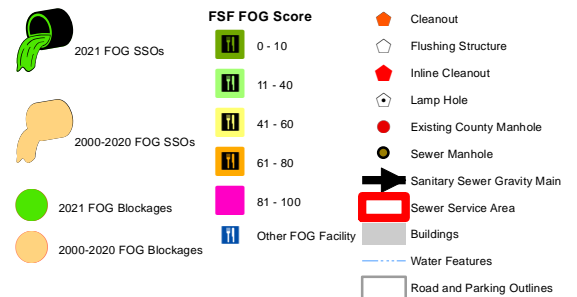 2021 FOG SSOs
2000-2020 FOG SSOs
2021 FOG Blockages
2000-2020 FOG Blockages
FSF FOG Score
0 - 10
11 - 40
41 - 60
61 - 80
81 - 100
Other FOG Facility
Cleanout
Flushing Structure
Inline Cleanout
Lamp Hole
Existing County Manhole
Sewer Manhole
Sanitary Sewer Gravity Main
Sewer Service Area
Buildings
Water Features
Road and Parking Outlines